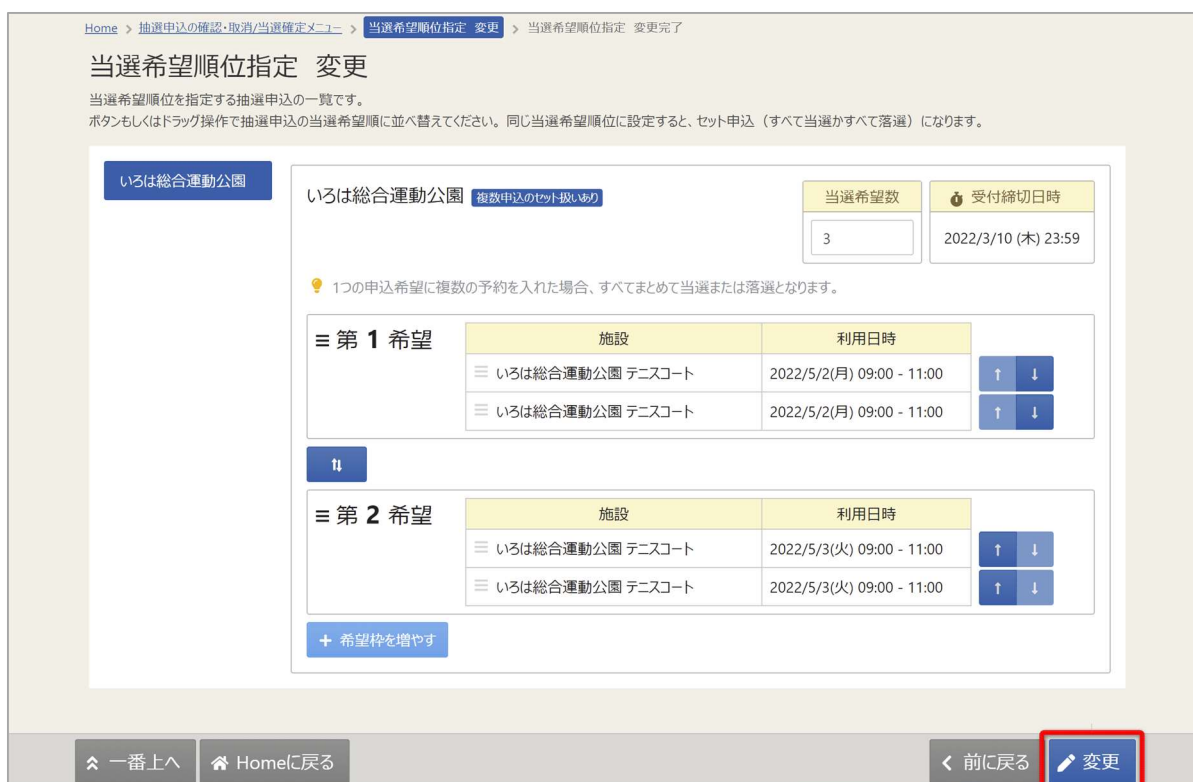 Home > 抽選申込の確認・取消/当選確定メニュー > 当選希望順位指定 変更 > 当選希望順位指定 変更完了
当選希望順位指定 変更
当選希望順位を指定する抽選申込の一覧です。
ボタンもしくはドラッグ操作で抽選申込の当選希望順に並べ替えてください。同じ当選希望順位に設定すると、セット申込（すべて当選かすべて落選）になります。
いろは総合運動公園
いろは総合運動公園 複数申込のセット扱いあり
当選希望数 受付締切日時
3 2022/3/10 (木) 23:59
1つの申込希望に複数の予約を入れた場合、すべてまとめて当選または落選となります。
第 1 希望 施設 利用日時
いろは総合運動公園 テニスコート 2022/5/2(月) 09:00 - 11:00 ↑ ↓
いろは総合運動公園 テニスコート 2022/5/2(月) 09:00 - 11:00 ↑ ↓
⇅
第 2 希望 施設 利用日時
いろは総合運動公園 テニスコート 2022/5/3(火) 09:00 - 11:00 ↑ ↓
いろは総合運動公園 テニスコート 2022/5/3(火) 09:00 - 11:00 ↑ ↓
+ 希望枠を増やす
一番上へ Homeに戻る 前に戻る 変更